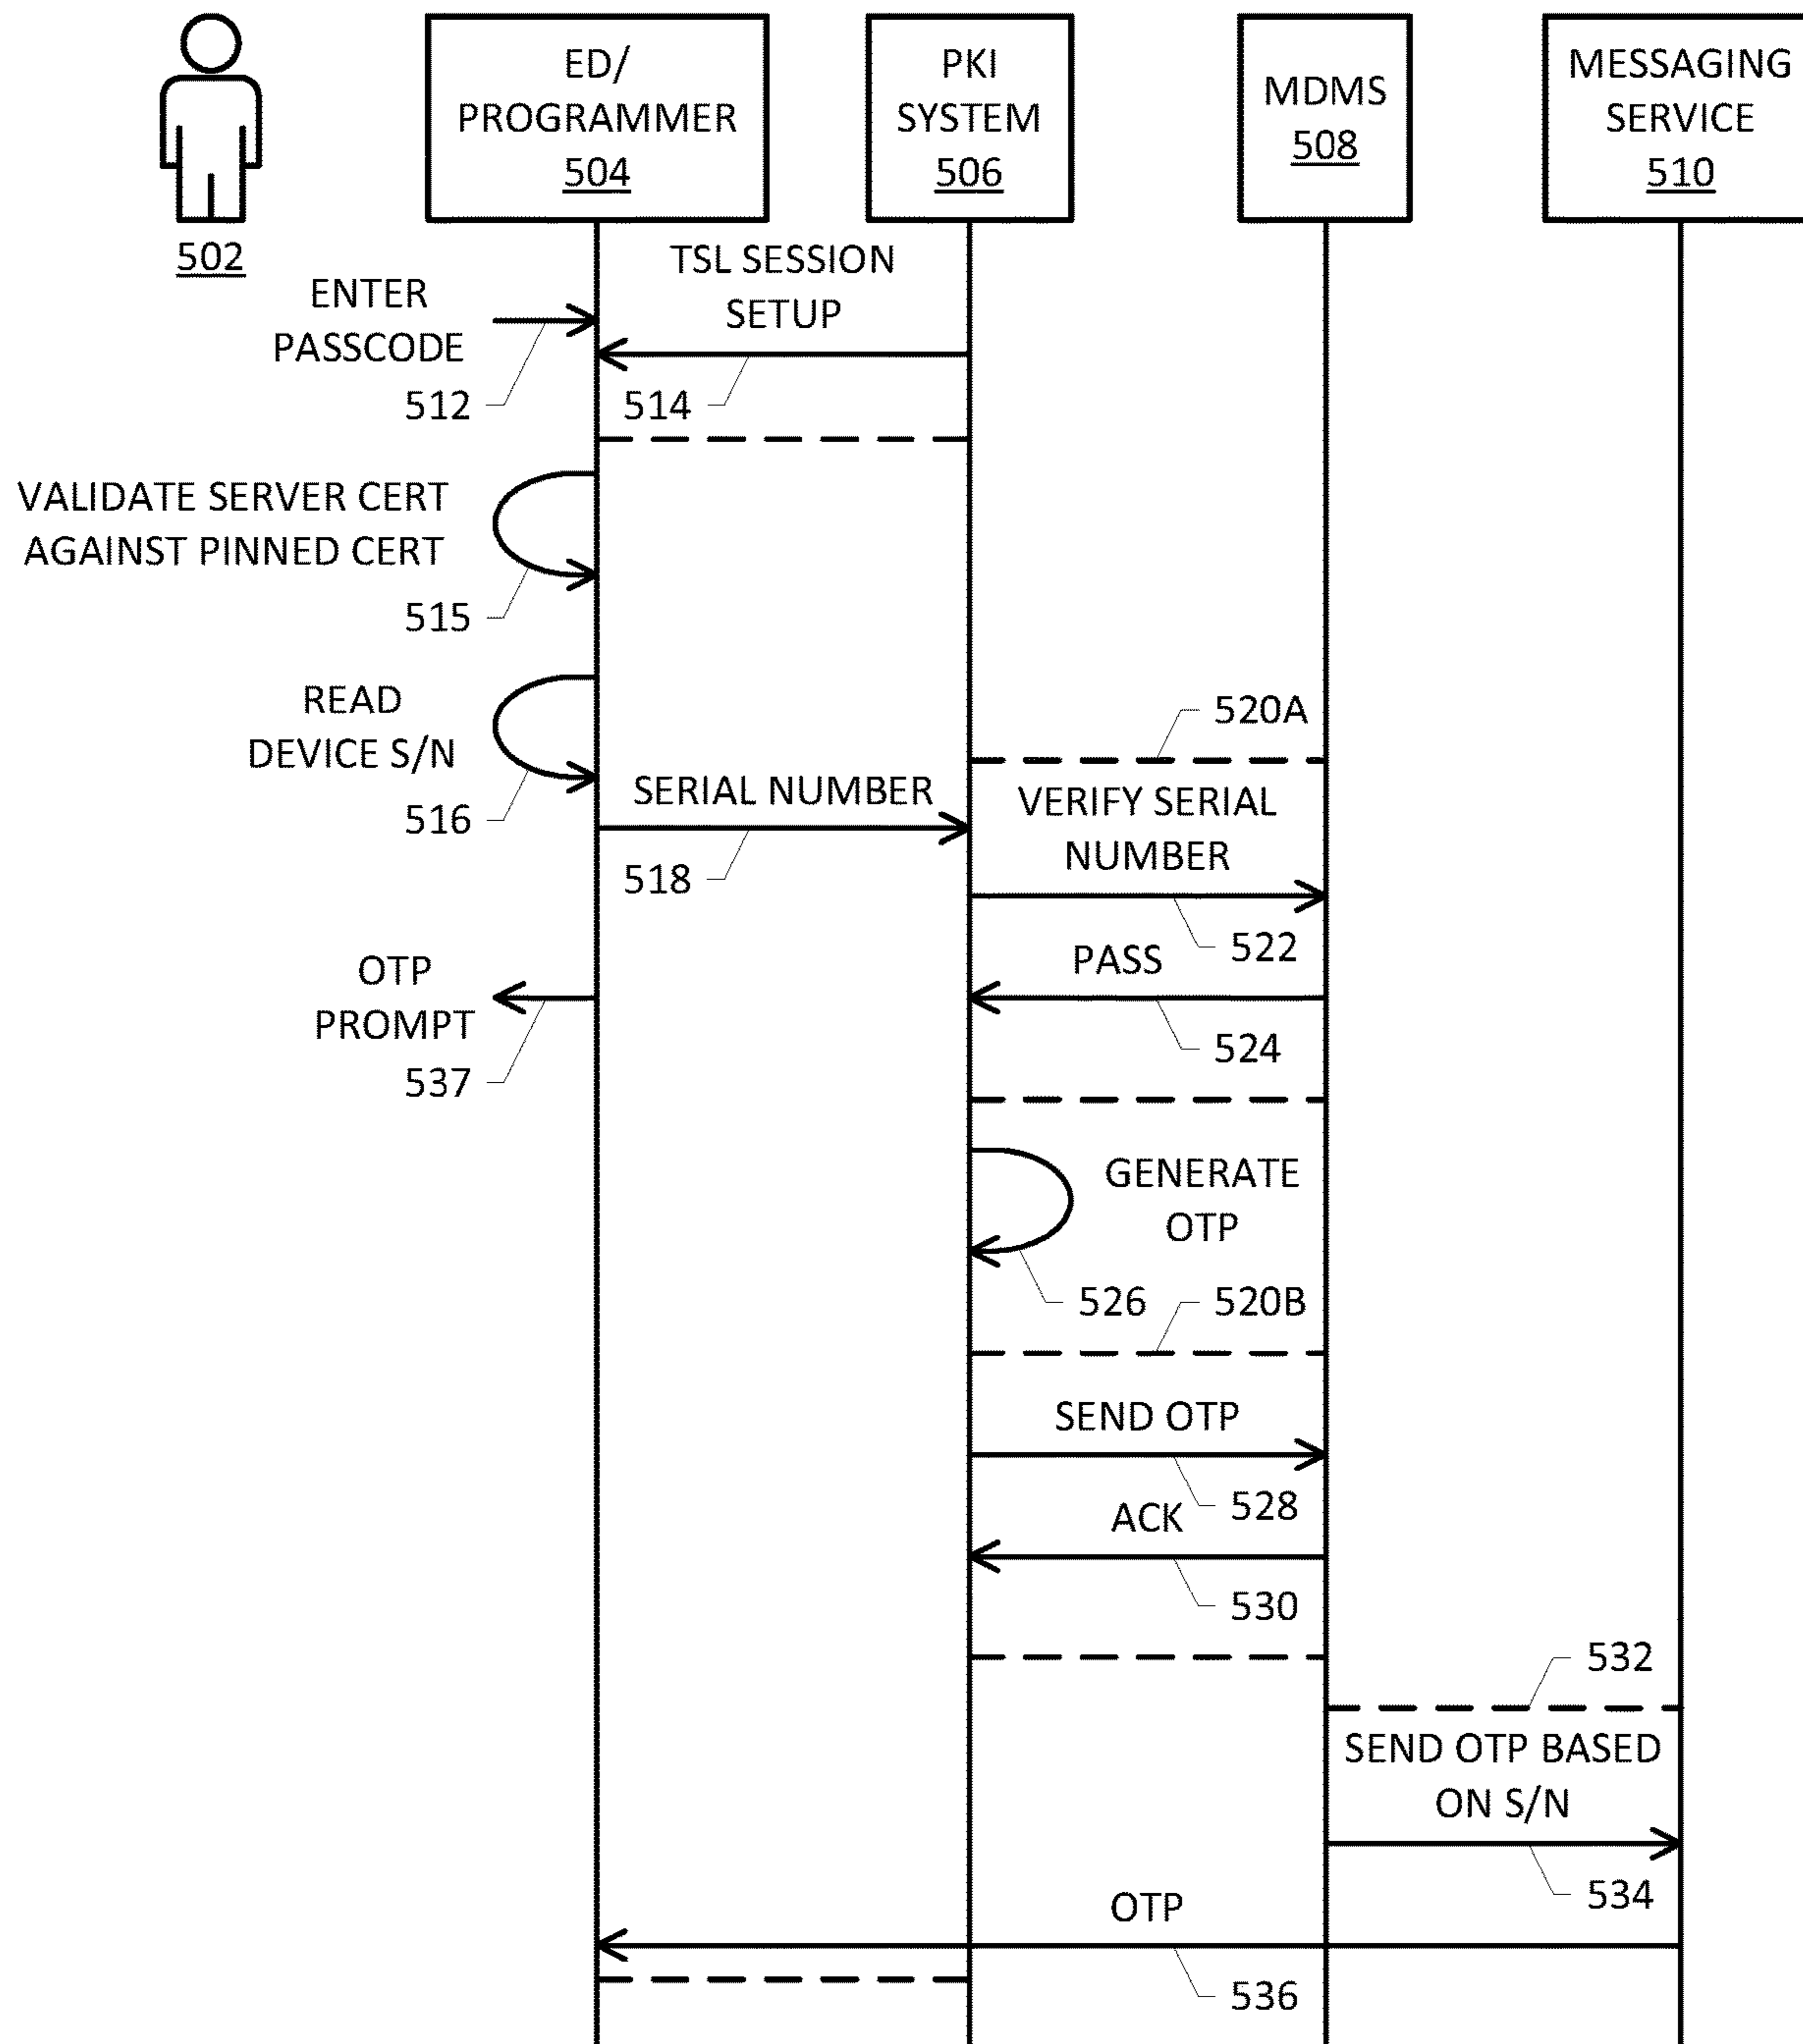 ED/
PROGRAMMER
504
PKI
SYSTEM
506
MDMS
508
MESSAGING
SERVICE
510
502
TSL SESSION
SETUP
ENTER
PASSCODE
512
514
VALIDATE SERVER CERT
AGAINST PINNED CERT
515
READ
DEVICE S/N
516
520A
SERIAL NUMBER
518
VERIFY SERIAL
NUMBER
522
PASS
524
OTP
PROMPT
537
GENERATE
OTP
526
520B
SEND OTP
528
ACK
530
532
SEND OTP BASED
ON S/N
534
OTP
536